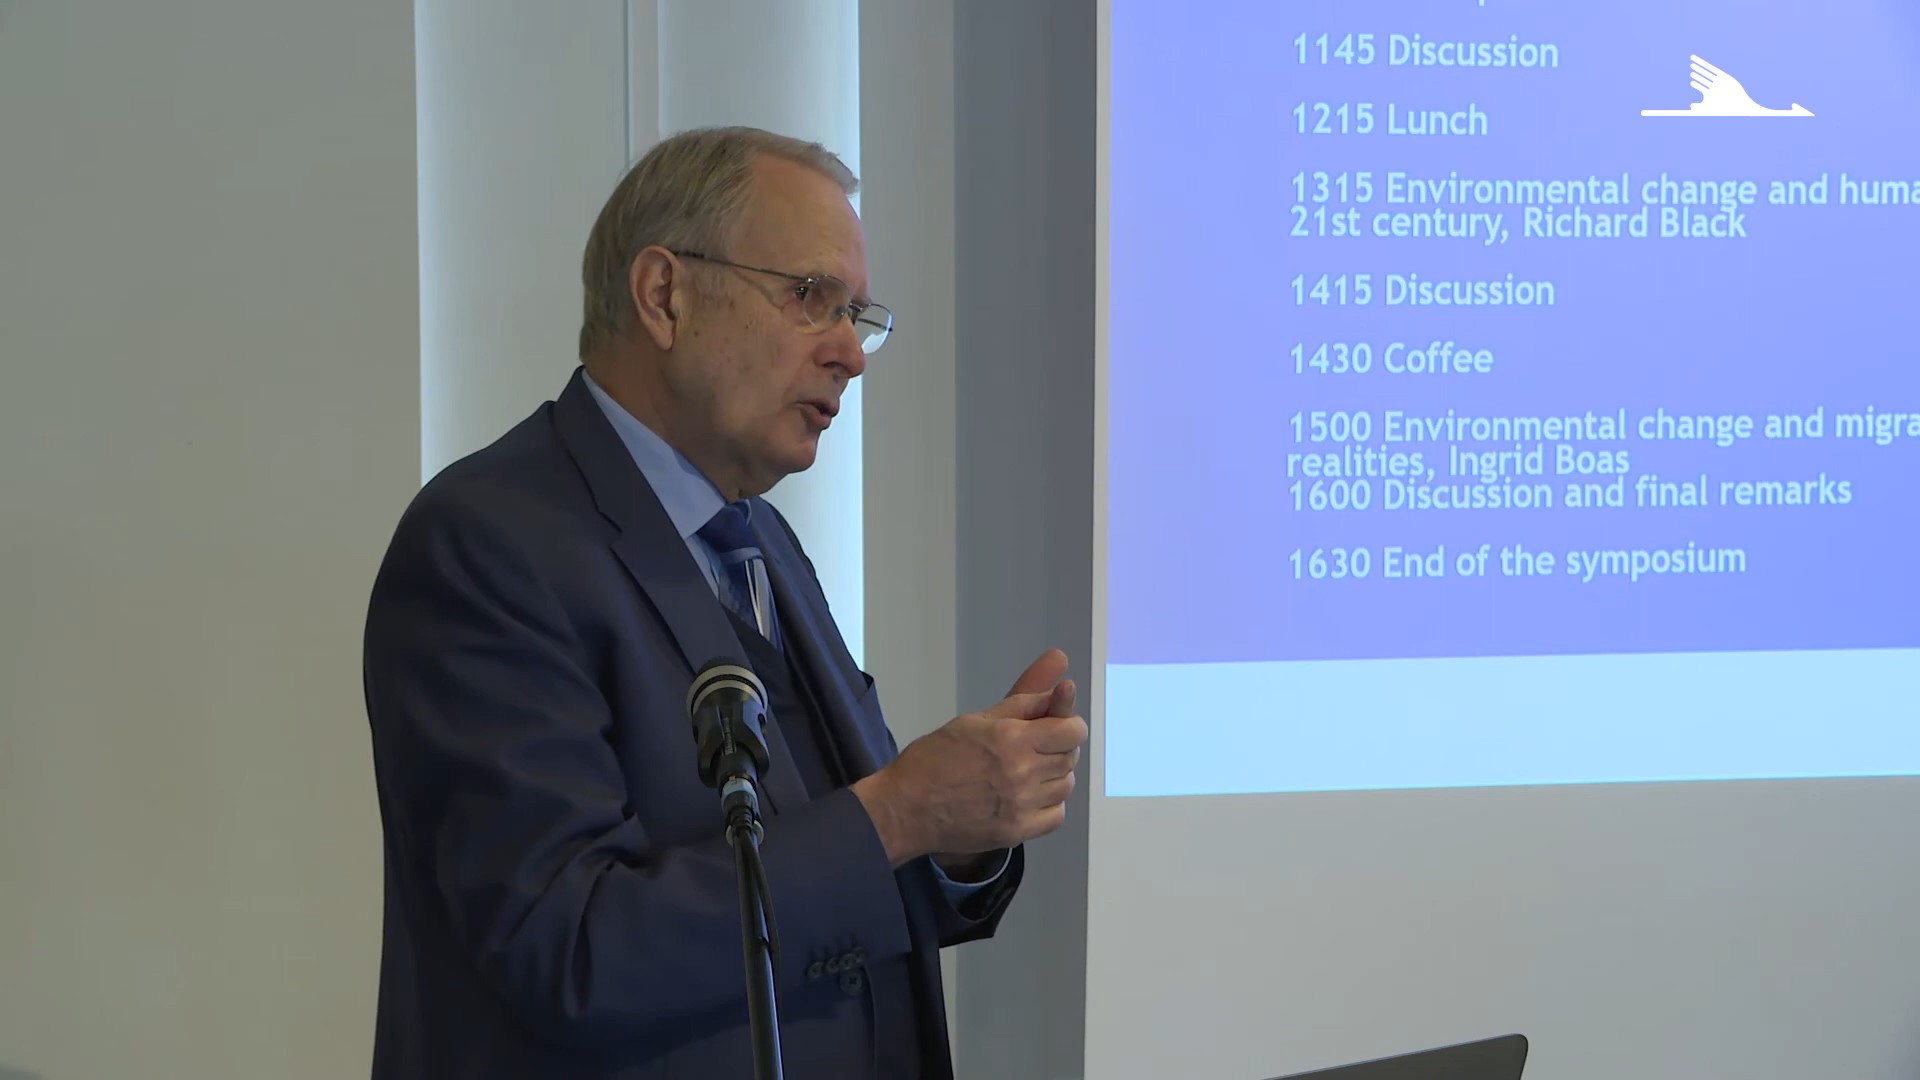 1145 Discussion
1215 Lunch
1315 Environmental change and huma
21st century, Richard Black
1415 Discussion
1430 Coffee
1500 Environmental change and migra
realities, Ingrid Boas
1600 Discussion and final remarks
1630 End of the symposium